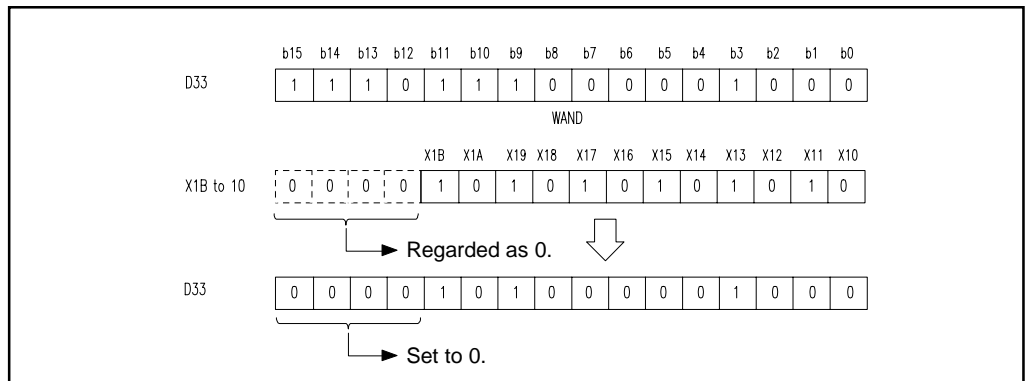 b15 b14 b13 b12 b11 b10 b9 b8 b7 b6 b5 b4 b3 b2 b1 b0
D33 1 1 1 0 1 1 1 0 0 0 0 0 1 0 0 0
WAND
X1B X1A X19 X18 X17 X16 X15 X14 X13 X12 X11 X10
X1B to 10 0 0 0 0 1 0 1 0 1 0 1 0 1 0 1 0
Regarded as 0.
D33 0 0 0 0 1 0 1 0 0 0 0 0 1 0 0 0
Set to 0.